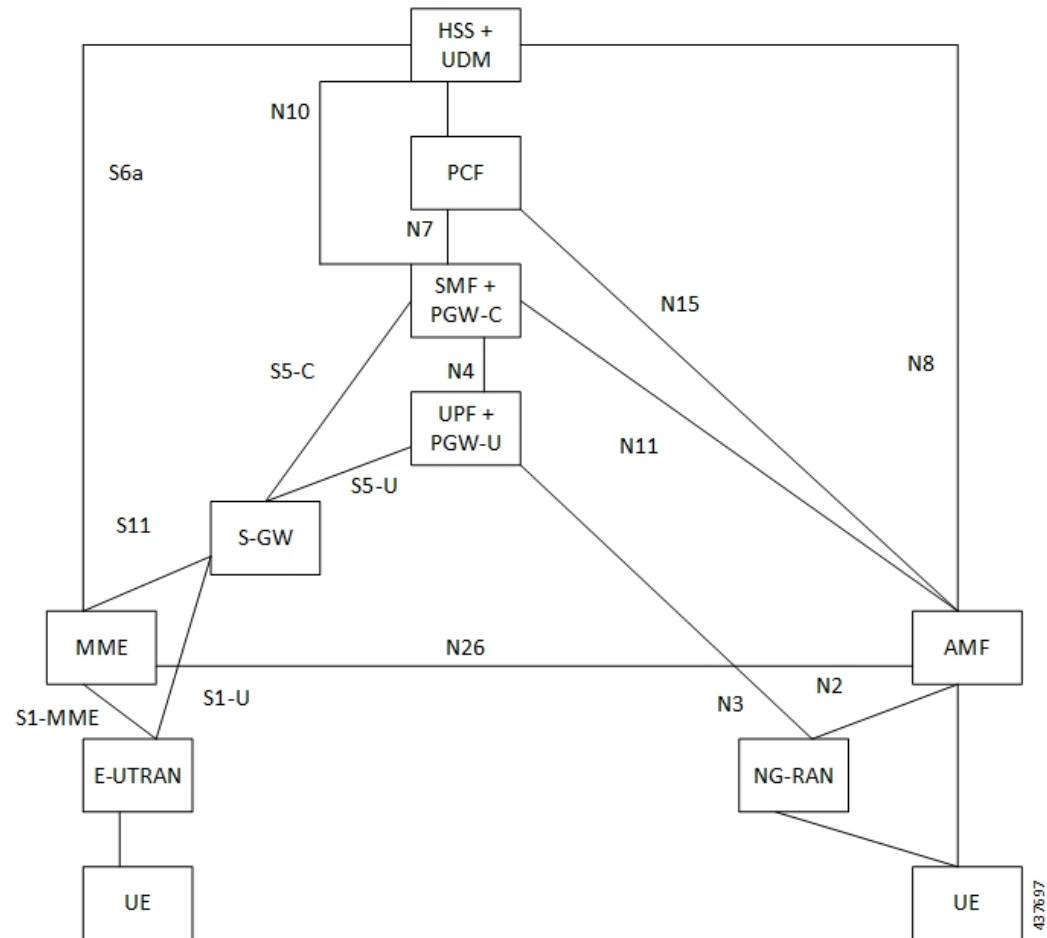 HSS +
UDM
N10
S6a
PCF
N7
SMF +
PGW-C
N15
N8
S5-C
N4
UPF +
PGW-U
N11
S5-U
S11
S-GW
MME
N26
AMF
N2
S1-U
N3
S1-MME
E-UTRAN
NG-RAN
UE
UE
437697